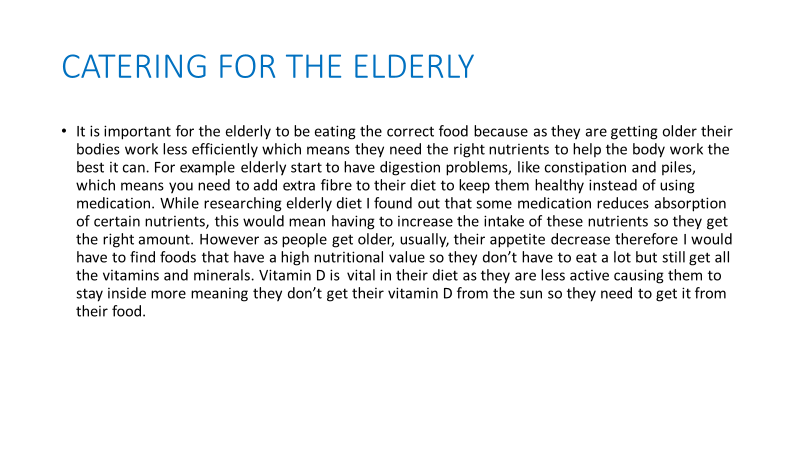 CATERING FOR THE ELDERLY
• It is important for the elderly to be eating the correct food because as they are getting older their
bodies work less efficiently which means they need the right nutrients to help the body work the
best it can. For example elderly start to have digestion problems, like constipation and piles,
which means you need to add extra fibre to their diet to keep them healthy instead of using
medication. While researching elderly diet I found out that some medication reduces absorption
of certain nutrients, this would mean having to increase the intake of these nutrients so they get
the right amount. However as people get older, usually, their appetite decrease therefore I would
have to find foods that have a high nutritional value so they don’t have to eat a lot but still get all
the vitamins and minerals. Vitamin D is vital in their diet as they are less active causing them to
stay inside more meaning they don’t get their vitamin D from the sun so they need to get it from
their food.